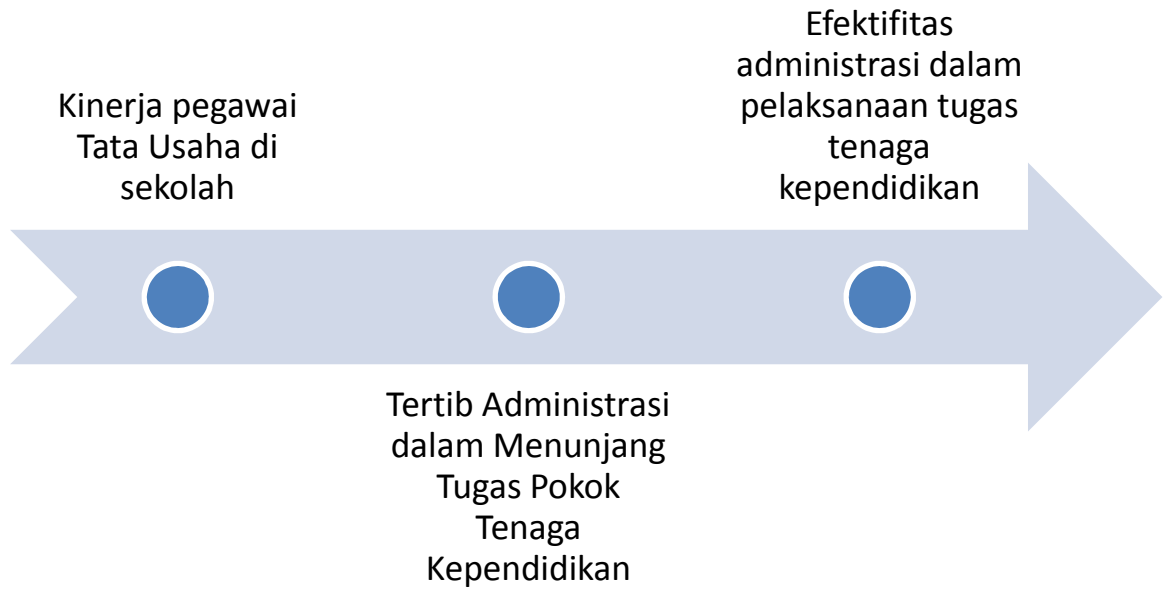 Kinerja pegawai
Tata Usaha di
sekolah
Tertib Administrasi
dalam Menunjang
Tugas Pokok
Tenaga
Kependidikan
Efektifitas
administrasi dalam
pelaksanaan tugas
tenaga
kependidikan